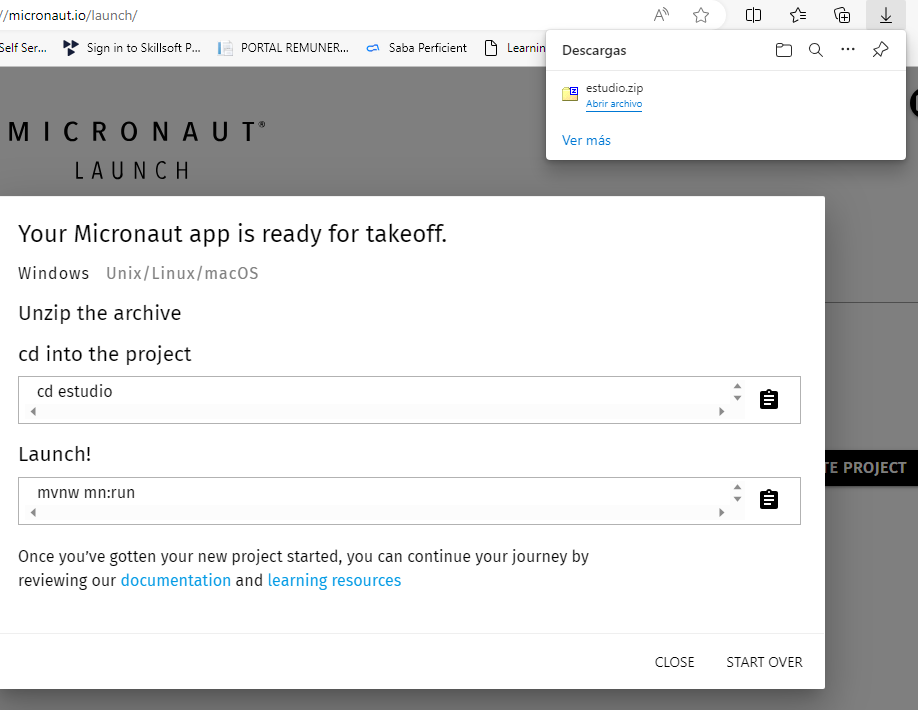 //micronaut.io/launch/
Self Ser...
Sign in to Skillsoft P...
PORTAL REMUNER...
Saba Perficient
Learnin
Descargas
estudio.zip
Abrir archivo
Ver más
MICRONAUT®
LAUNCH
Your Micronaut app is ready for takeoff.
Windows Unix/Linux/macOS
Unzip the archive
cd into the project
cd estudio
Launch!
mvnw mn:run
TE PROJECT
Once you've gotten your new project started, you can continue your journey by
reviewing our documentation and learning resources
CLOSE START OVER